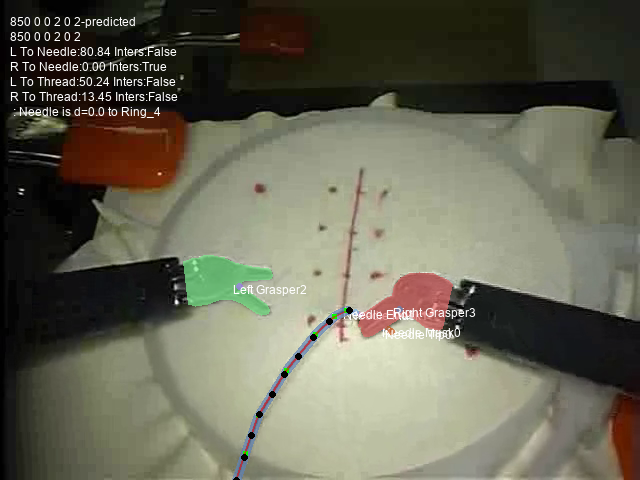 850 0 0 2 0 2-predicted
850 0 0 2 0 2
L To Needle:80.84 Inters:False
R To Needle:0.00 Inters:True
L To Thread:50.24 Inters:False
R To Thread:13.45 Inters:False
: Needle is d=0.0 to Ring_4
Left Grasper2
Right Grasper3
Needle